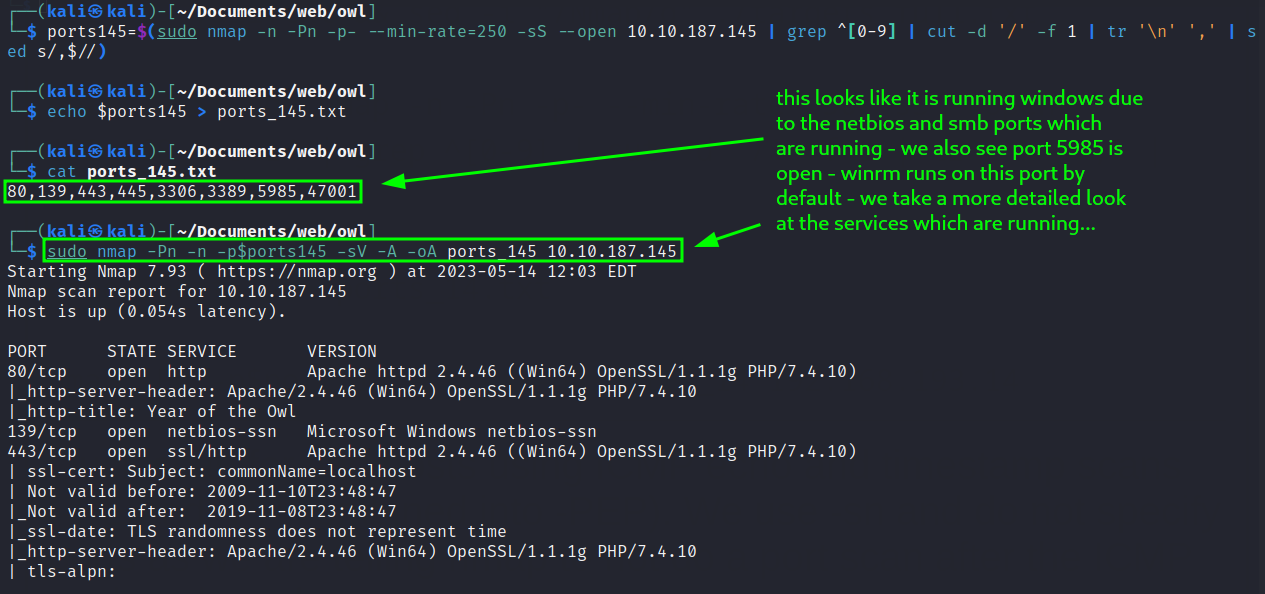 ┌──(kali㉿kali)-[~/Documents/web/owl]
└─$ ports145=$(sudo nmap -n -Pn -p- --min-rate=250 -sS --open 10.10.187.145 | grep ^[0-9] | cut -d '/' -f 1 | tr '\n' ',' | s
ed s/,$//)
┌──(kali㉿kali)-[~/Documents/web/owl]
└─$ echo $ports145 > ports_145.txt
┌──(kali㉿kali)-[~/Documents/web/owl]
└─$ cat ports_145.txt
80,139,443,445,3306,3389,5985,47001
this looks like it is running windows due
to the netbios and smb ports which
are running - we also see port 5985 is
open - winrm runs on this port by
default - we take a more detailed look
at the services which are running...
┌──(kali㉿kali)-[~/Documents/web/owl]
└─$ sudo nmap -Pn -n -p$ports145 -sV -A -oA ports_145 10.10.187.145
Starting Nmap 7.93 ( https://nmap.org ) at 2023-05-14 12:03 EDT
Nmap scan report for 10.10.187.145
Host is up (0.054s latency).
PORT      STATE SERVICE       VERSION
80/tcp    open  http          Apache httpd 2.4.46 ((Win64) OpenSSL/1.1.1g PHP/7.4.10)
|_http-server-header: Apache/2.4.46 (Win64) OpenSSL/1.1.1g PHP/7.4.10
|_http-title: Year of the Owl
139/tcp   open  netbios-ssn   Microsoft Windows netbios-ssn
443/tcp   open  ssl/http      Apache httpd 2.4.46 ((Win64) OpenSSL/1.1.1g PHP/7.4.10)
| ssl-cert: Subject: commonName=localhost
| Not valid before: 2009-11-10T23:48:47
|_Not valid after:  2019-11-08T23:48:47
|_ssl-date: TLS randomness does not represent time
|_http-server-header: Apache/2.4.46 (Win64) OpenSSL/1.1.1g PHP/7.4.10
| tls-alpn: